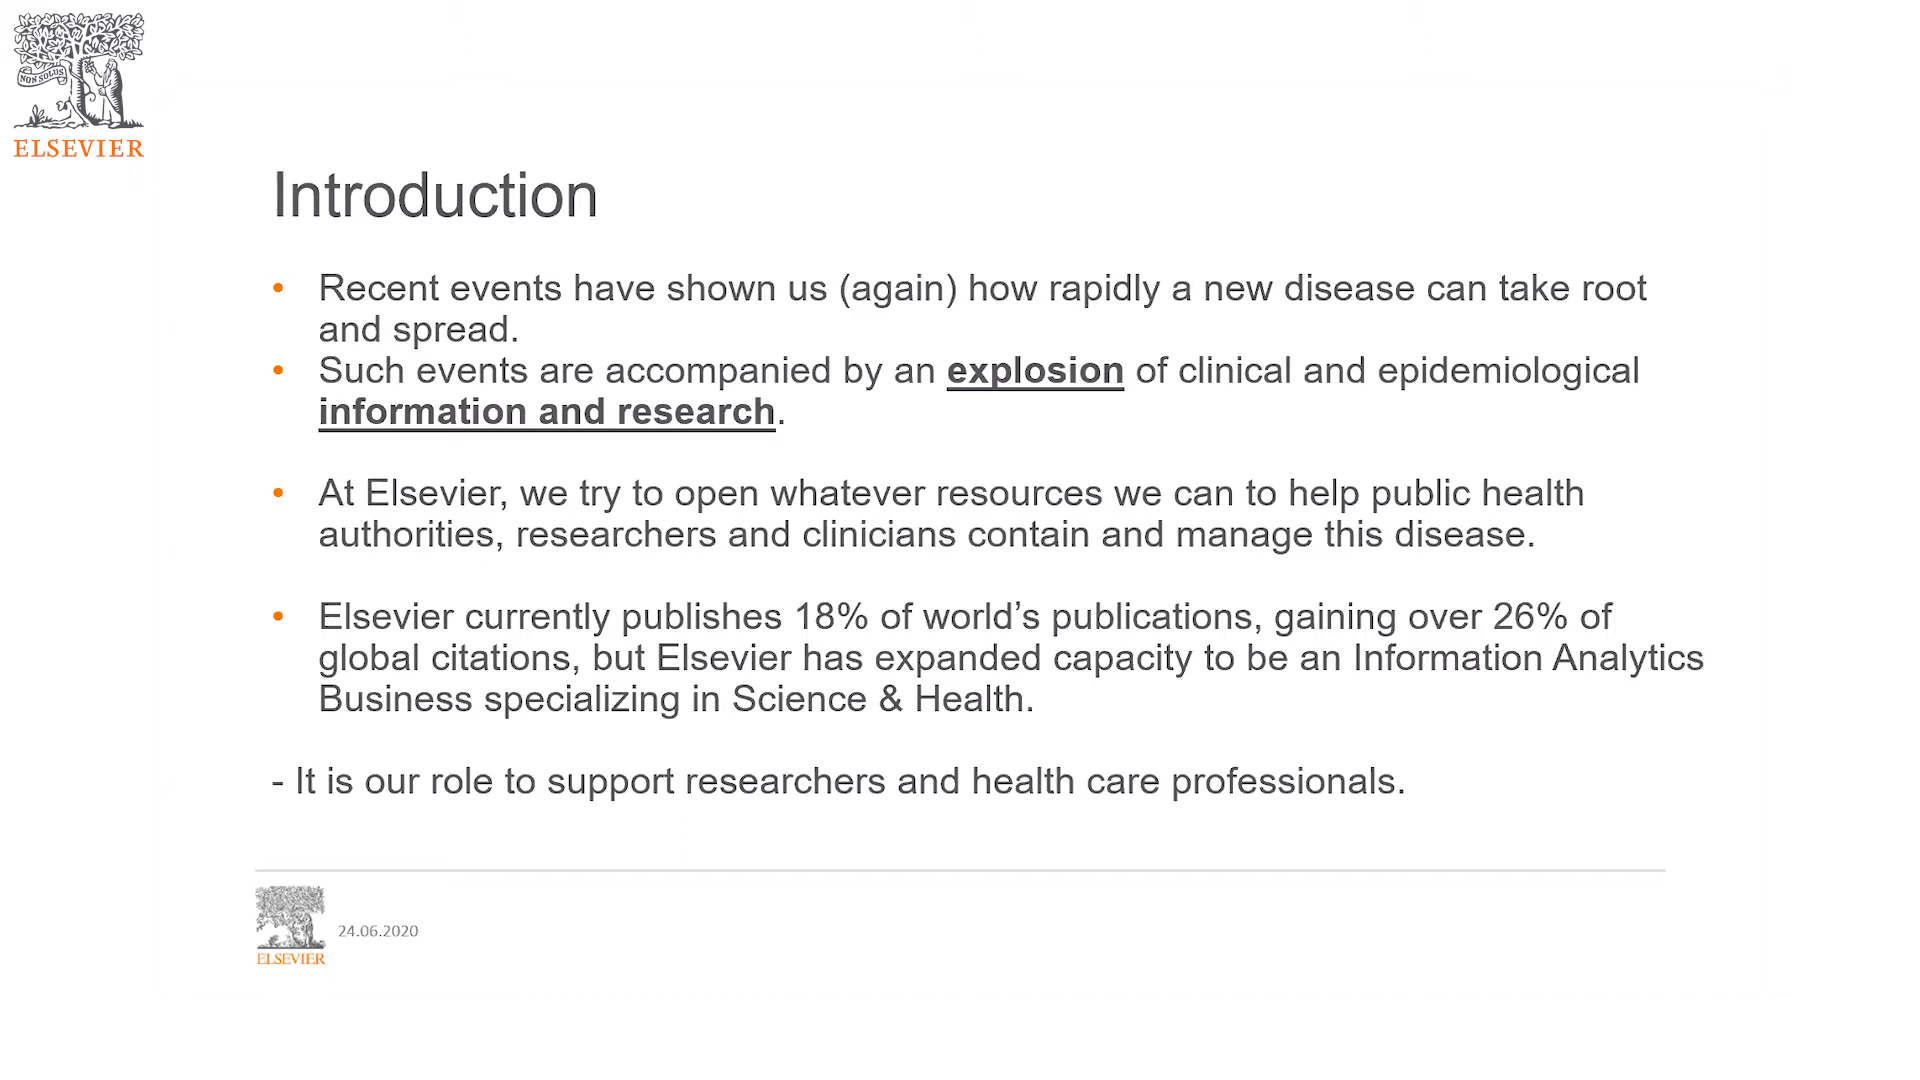 NON SOLUS
ELSEVIER
Introduction
• Recent events have shown us (again) how rapidly a new disease can take root
and spread.
• Such events are accompanied by an explosion of clinical and epidemiological
information and research.
• At Elsevier, we try to open whatever resources we can to help public health
authorities, researchers and clinicians contain and manage this disease.
• Elsevier currently publishes 18% of world’s publications, gaining over 26% of
global citations, but Elsevier has expanded capacity to be an Information Analytics
Business specializing in Science & Health.
- It is our role to support researchers and health care professionals.
24.06.2020
ELSEVIER